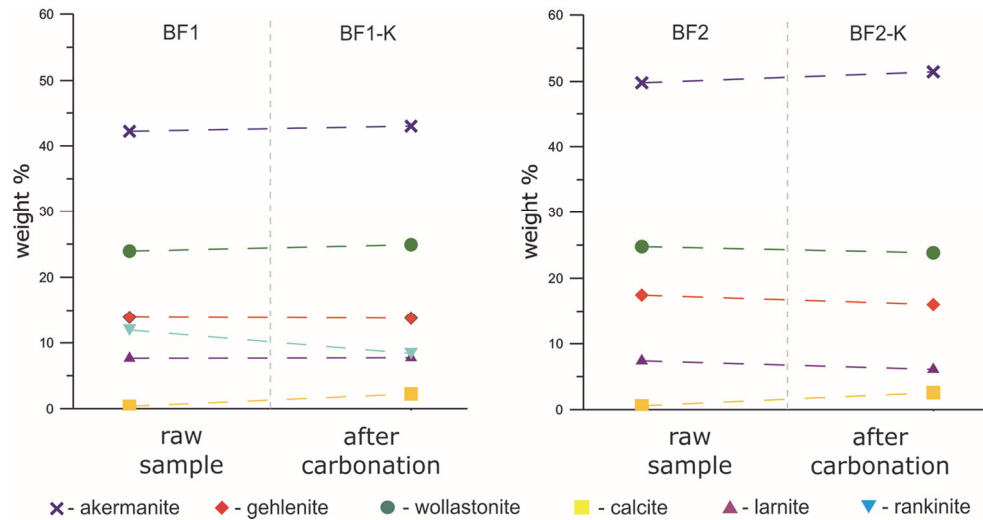 60
BF1
BF1-K
50
40
30
20
10
0
weight %
raw
sample
after
carbonation
60
BF2
BF2-K
50
40
30
20
10
0
weight %
raw
sample
after
carbonation
- akermanite - gehlenite - wollastonite - calcite - larnite - rankinite